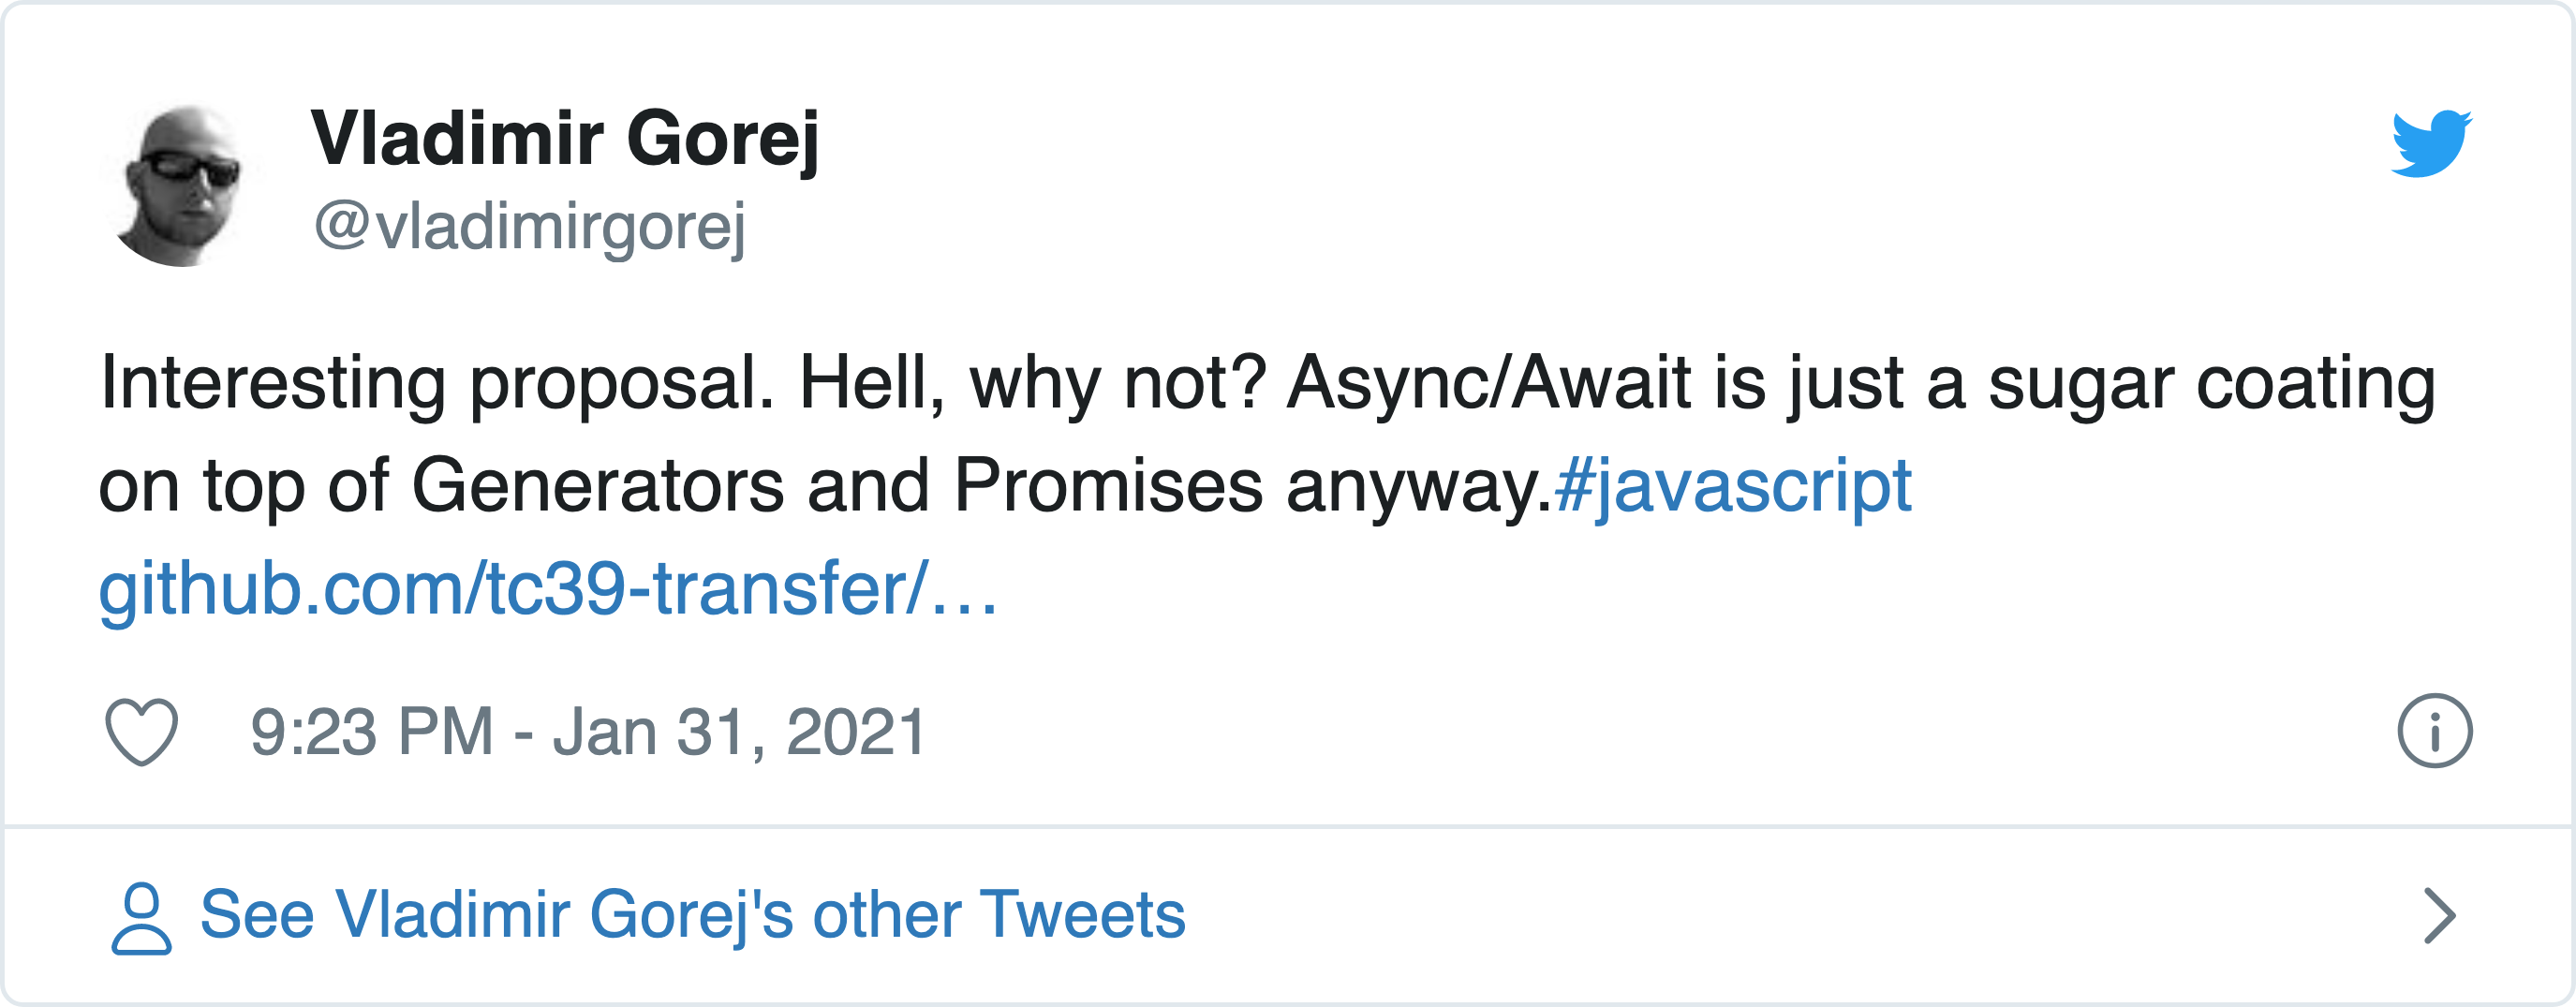 Vladimir Gorej
@vladimirgorej
Interesting proposal. Hell, why not? Async/Await is just a sugar coating
on top of Generators and Promises anyway.#javascript
github.com/tc39-transfer/…
9:23 PM - Jan 31, 2021
See Vladimir Gorej's other Tweets